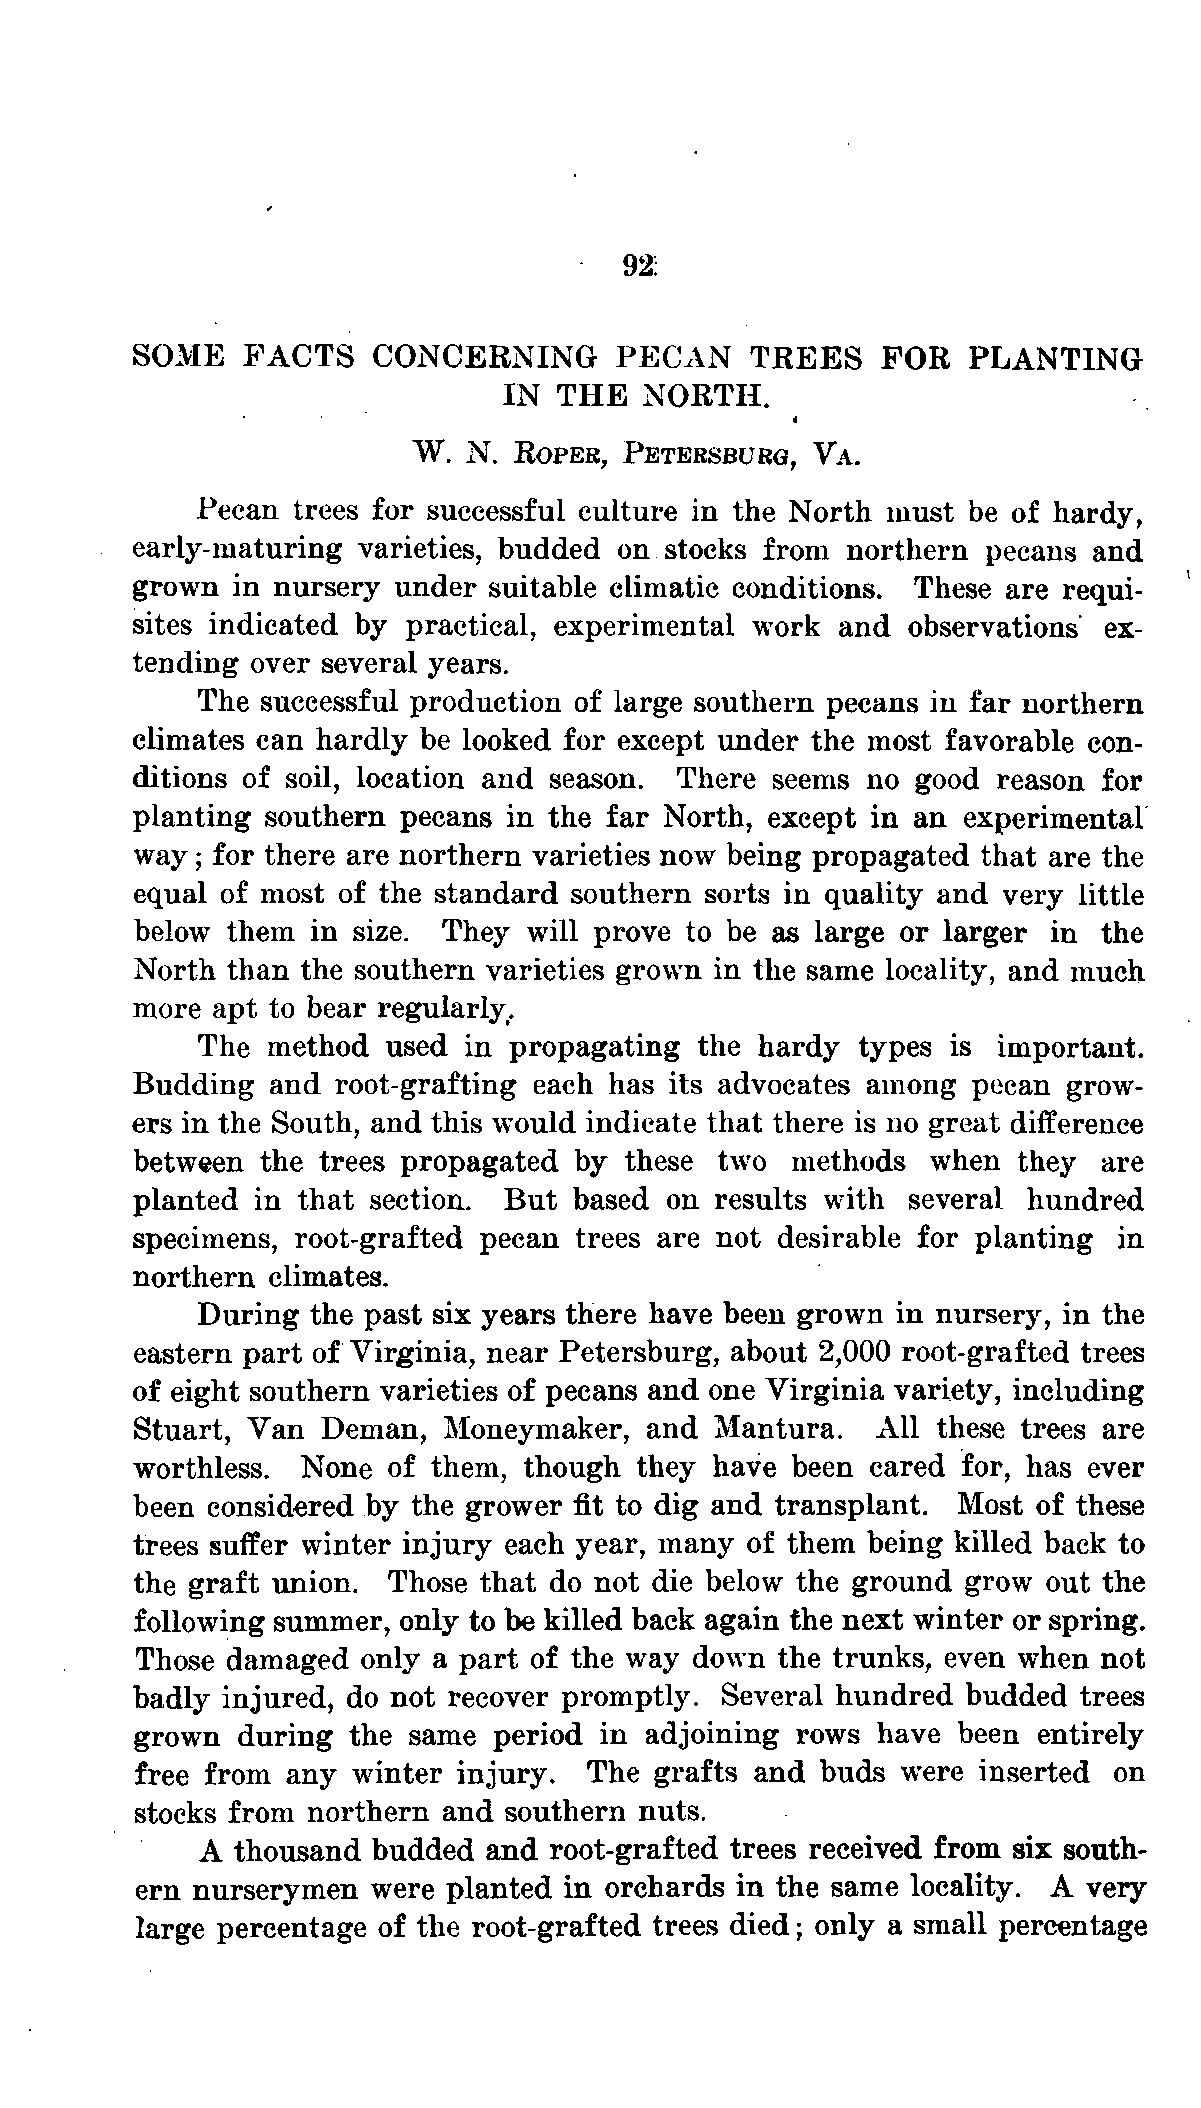 92
SOME FACTS CONCERNING PECAN TREES FOR PLANTING
IN THE NORTH.
W. N. ROPER, PETERSBURG, VA.
Pecan trees for successful culture in the North must be of hardy,
early-maturing varieties, budded on stocks from northern pecans and
grown in nursery under suitable climatic conditions. These are requi-
sites indicated by practical, experimental work and observations ex-
tending over several years.
The successful production of large southern pecans in far northern
climates can hardly be looked for except under the most favorable con-
ditions of soil, location and season. There seems no good reason for
planting southern pecans in the far North, except in an experimental
way; for there are northern varieties now being propagated that are the
equal of most of the standard southern sorts in quality and very little
below them in size. They will prove to be as large or larger in the
North than the southern varieties grown in the same locality, and much
more apt to bear regularly.
The method used in propagating the hardy types is important.
Budding and root-grafting each has its advocates among pecan grow-
ers in the South, and this would indicate that there is no great difference
between the trees propagated by these two methods when they are
planted in that section. But based on results with several hundred
specimens, root-grafted pecan trees are not desirable for planting in
northern climates.
During the past six years there have been grown in nursery, in the
eastern part of Virginia, near Petersburg, about 2,000 root-grafted trees
of eight southern varieties of pecans and one Virginia variety, including
Stuart, Van Deman, Moneymaker, and Mantura. All these trees are
worthless. None of them, though they have been cared for, has ever
been considered by the grower fit to dig and transplant. Most of these
trees suffer winter injury each year, many of them being killed back to
the graft union. Those that do not die below the ground grow out the
following summer, only to be killed back again the next winter or spring.
Those damaged only a part of the way down the trunks, even when not
badly injured, do not recover promptly. Several hundred budded trees
grown during the same period in adjoining rows have been entirely
free from any winter injury. The grafts and buds were inserted on
stocks from northern and southern nuts.
A thousand budded and root-grafted trees received from six south-
ern nurserymen were planted in orchards in the same locality. A very
large percentage of the root-grafted trees died; only a small percentage